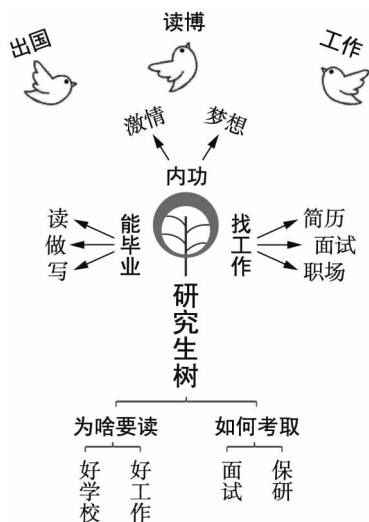 出国
读博
工作
激情
梦想
内功
读
做
写
能毕业
找工作
简历
面试
职场
研究生树
为啥要读
如何考取
好学校
好工作
面试
保研